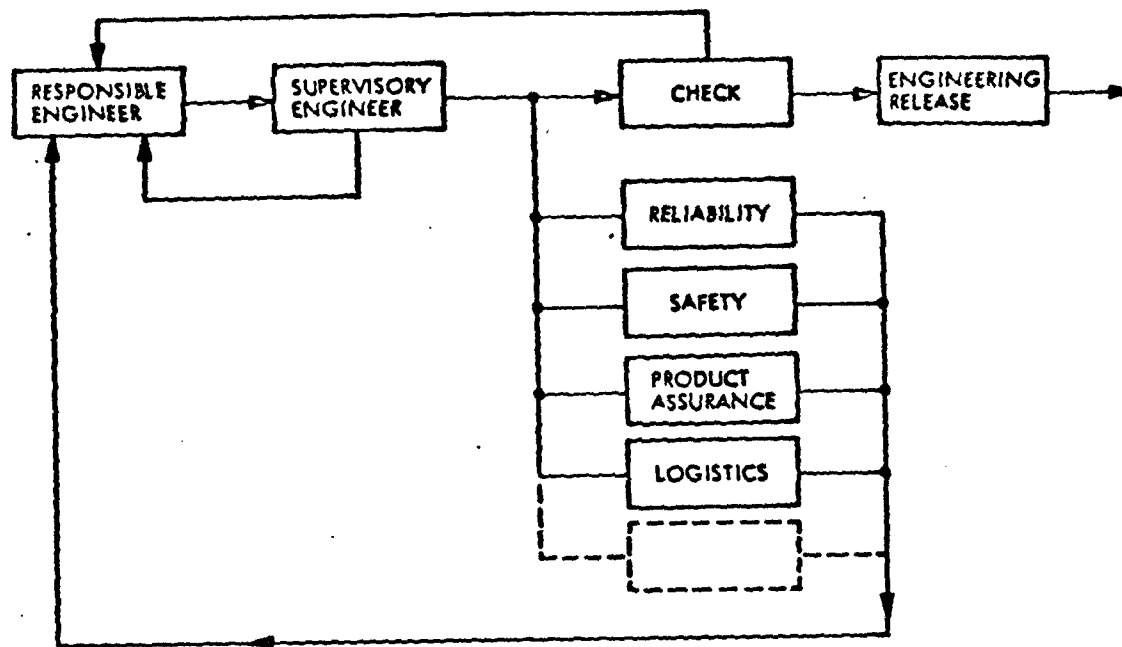 RESPONSIBLE
ENGINEER
SUPERVISORY
ENGINEER
CHECK
ENGINEERING
RELEASE
RELIABILITY
SAFETY
PRODUCT
ASSURANCE
LOGISTICS